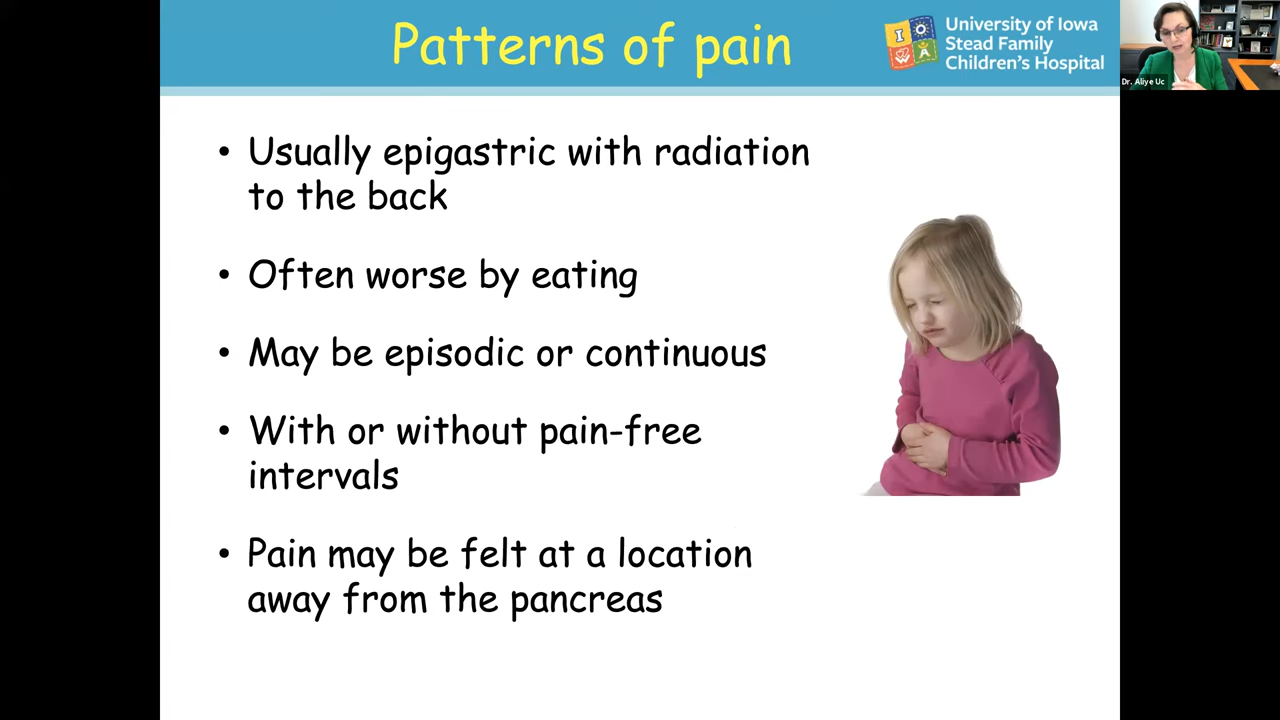 Patterns of pain
I O W A
University of Iowa
Stead Family
Children's Hospital
Dr. Aliye Uc
• Usually epigastric with radiation
to the back
• Often worse by eating
• May be episodic or continuous
• With or without pain-free
intervals
• Pain may be felt at a location
away from the pancreas